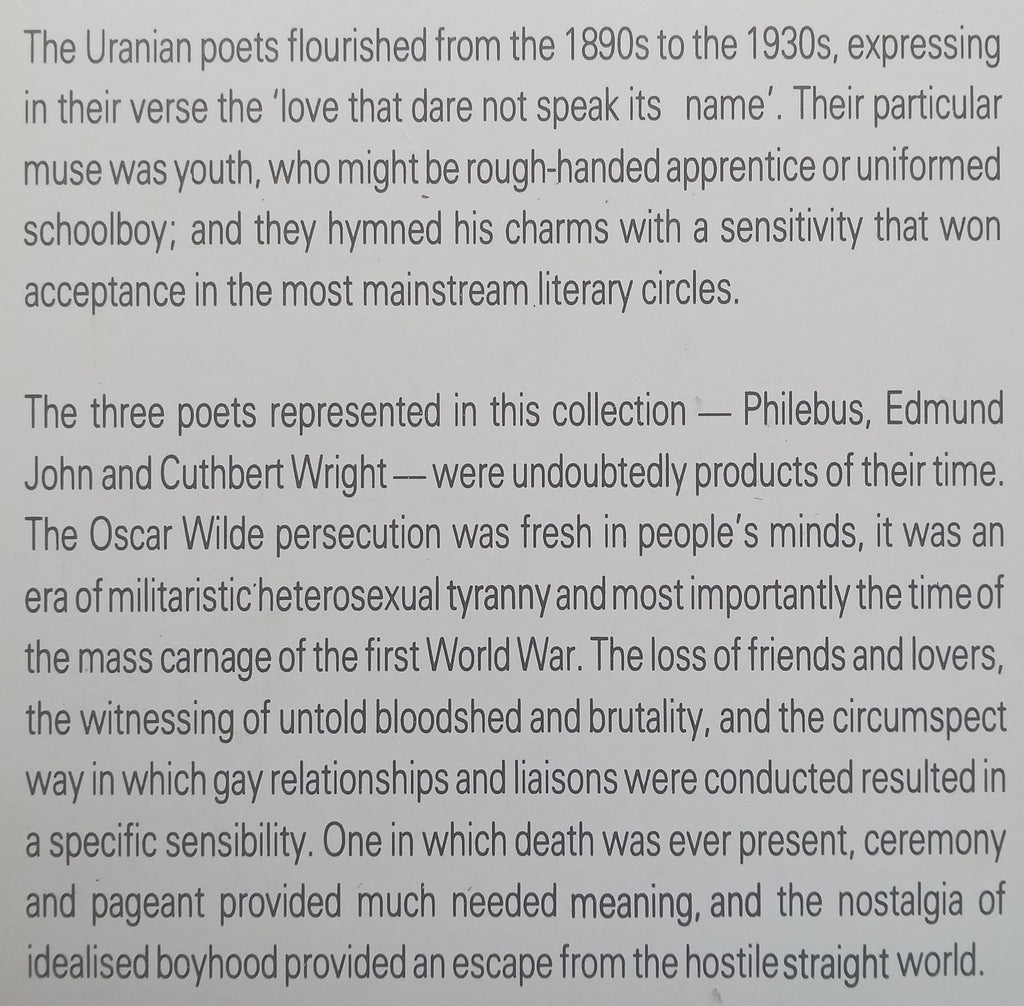 The Uranian poets flourished from the 1890s to the 1930s, expressing
in their verse the ‘love that dare not speak its name’. Their particular
muse was youth, who might be rough-handed apprentice or uniformed
schoolboy; and they hymned his charms with a sensitivity that won
acceptance in the most mainstream literary circles.
The three poets represented in this collection — Philebus, Edmund
John and Cuthbert Wright — were undoubtedly products of their time.
The Oscar Wilde persecution was fresh in people’s minds, it was an
era of militaristic heterosexual tyranny and most importantly the time of
the mass carnage of the first World War. The loss of friends and lovers,
the witnessing of untold bloodshed and brutality, and the circumspect
way in which gay relationships and liaisons were conducted resulted in
a specific sensibility. One in which death was ever present, ceremony
and pageant provided much needed meaning, and the nostalgia of
idealised boyhood provided an escape from the hostile straight world.